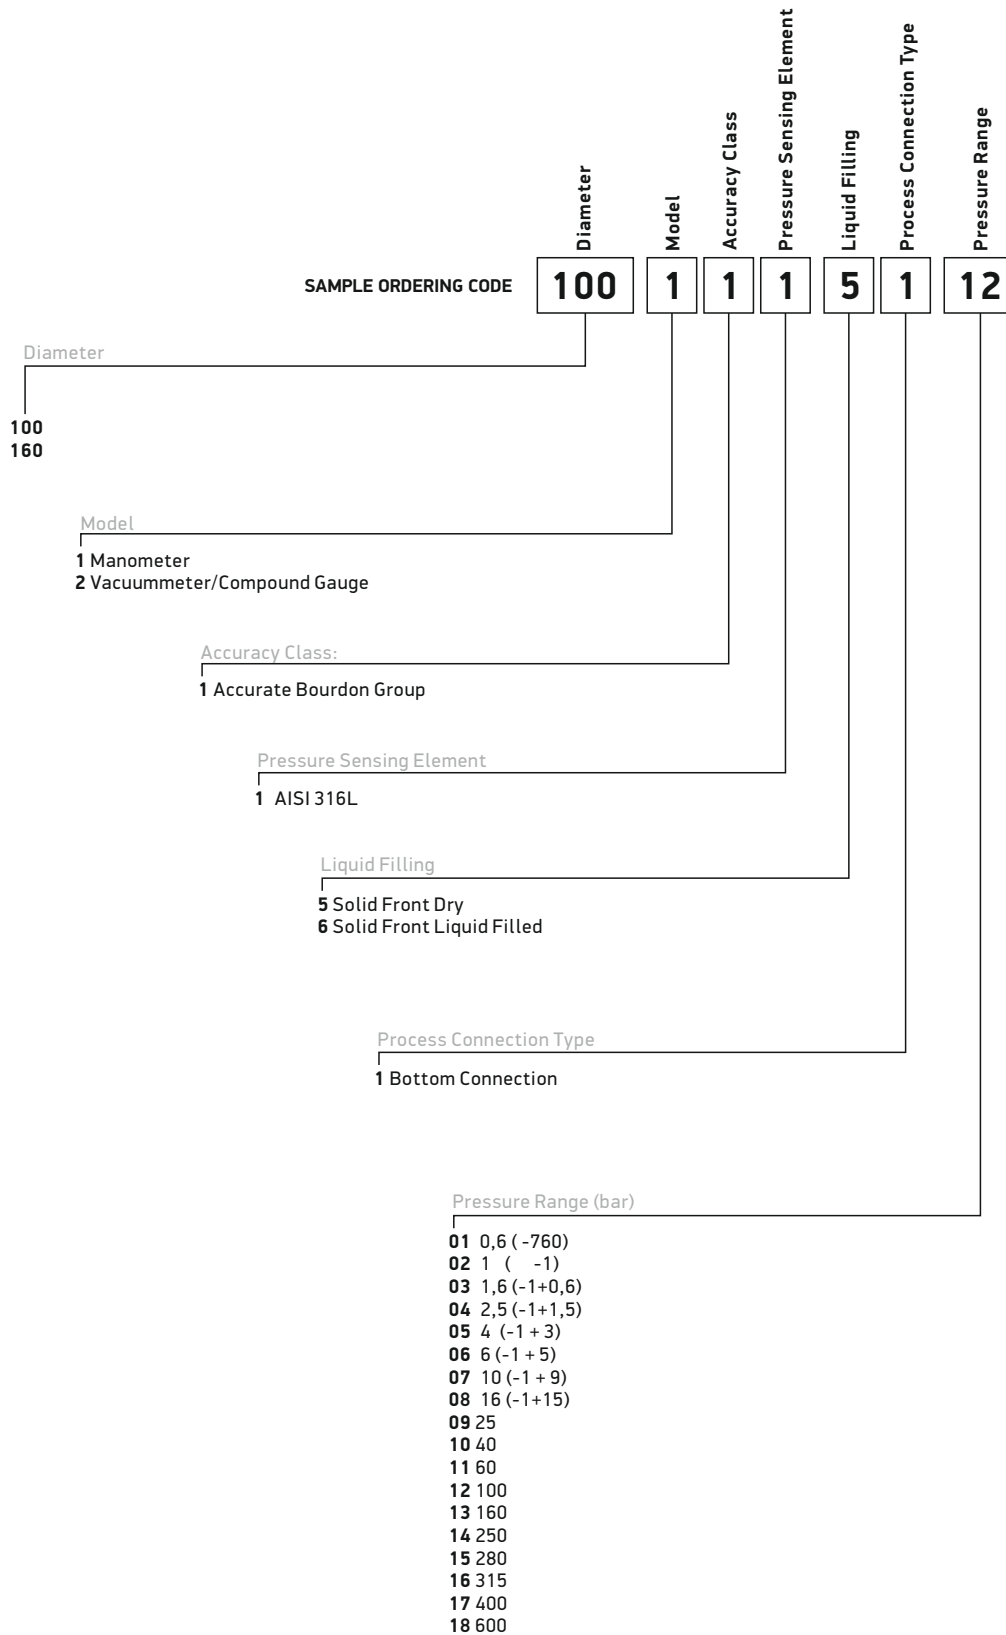 Diameter
Model
Accuracy Class
Pressure Sensing Element
Liquid Filling
Process Connection Type
Pressure Range
SAMPLE ORDERING CODE 100 1 1 1 5 1 12
Diameter
100
160
Model
1 Manometer
2 Vacuummeter/Compound Gauge
Accuracy Class:
1 Accurate Bourdon Group
Pressure Sensing Element
1 AISI 316L
Liquid Filling
5 Solid Front Dry
6 Solid Front Liquid Filled
Process Connection Type
1 Bottom Connection
Pressure Range (bar)
01 0,6 ( -760)
02 1 ( -1)
03 1,6 (-1+0,6)
04 2,5 (-1+1,5)
05 4 (-1 + 3)
06 6 (-1 + 5)
07 10 (-1 + 9)
08 16 (-1+15)
09 25
10 40
11 60
12 100
13 160
14 250
15 280
16 315
17 400
18 600